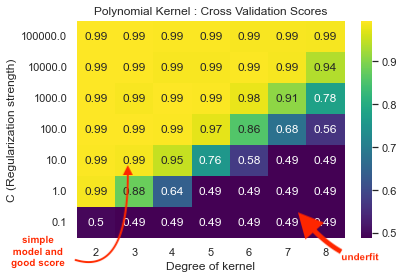 Polynomial Kernel : Cross Validation Scores
C (Regularization strength)
100000.0 0.99 0.99 0.99 0.99 0.99 0.99 0.99
10000.0 0.99 0.99 0.99 0.99 0.99 0.99 0.94
1000.0 0.99 0.99 0.99 0.99 0.98 0.91 0.78
100.0 0.99 0.99 0.99 0.97 0.86 0.68 0.56
10.0 0.99 0.99 0.95 0.76 0.58 0.49 0.49
1.0 0.99 0.88 0.64 0.49 0.49 0.49 0.49
0.1 0.5 0.49 0.49 0.49 0.49 0.49 0.49
2 3 4 5 6 7 8
Degree of kernel
0.9
0.8
0.7
0.6
0.5
simple
model and
good score
underfit